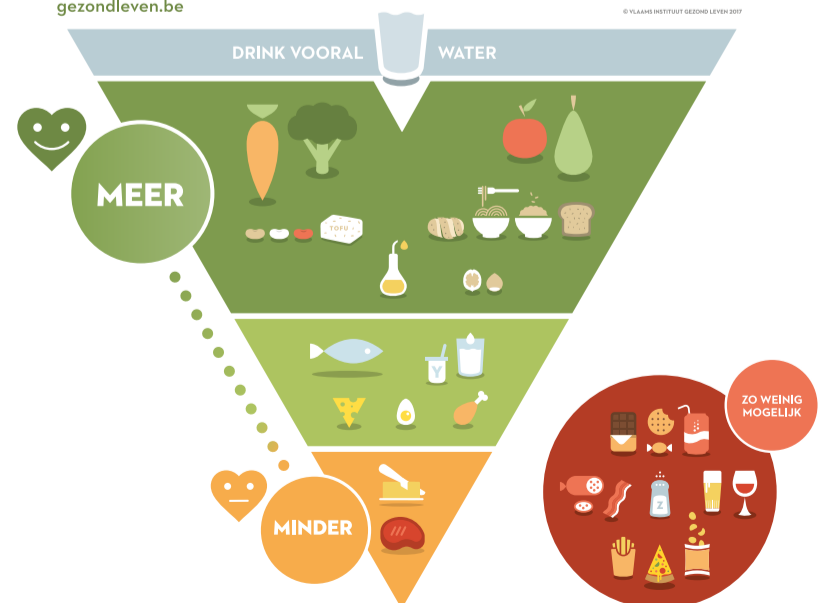 gezondleven.be
© VLAAMS INSTITUUT GEZOND LEVEN 2017
DRINK VOORAL WATER
MEER
TOFU
Y
ZO WEINIG
MOGELIJK
Z
MINDER